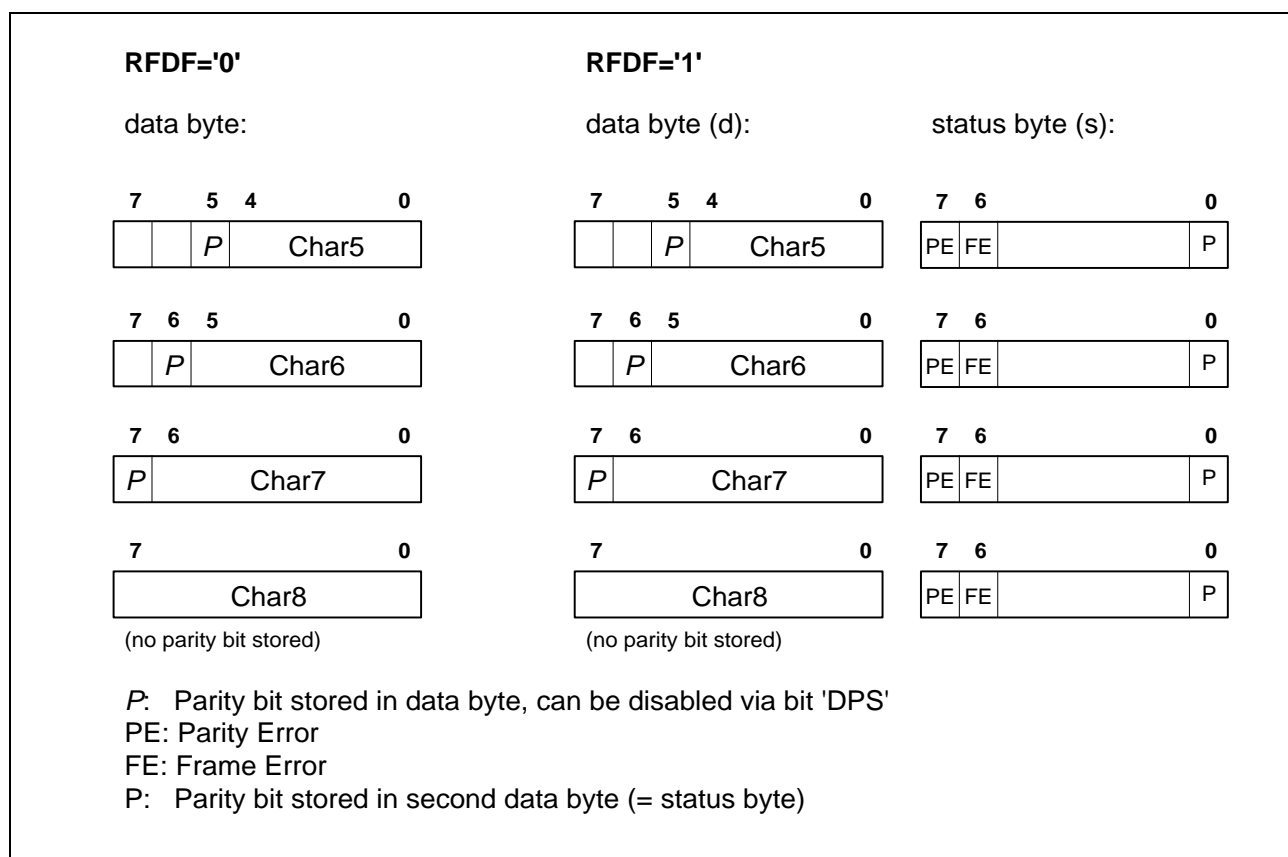 RFDF='0' RFDF='1'
data byte: data byte (d): status byte (s):
7 5 4 0 7 5 4 0 7 6 0
P Char5 P Char5 PE FE P
7 6 5 0 7 6 5 0 7 6 0
P Char6 P Char6 PE FE P
7 6 0 7 6 0 7 6 0
P Char7 P Char7 PE FE P
7 0 7 0 7 6 0
Char8 Char8 PE FE P
(no parity bit stored) (no parity bit stored)
P: Parity bit stored in data byte, can be disabled via bit 'DPS'
PE: Parity Error
FE: Frame Error
P: Parity bit stored in second data byte (= status byte)